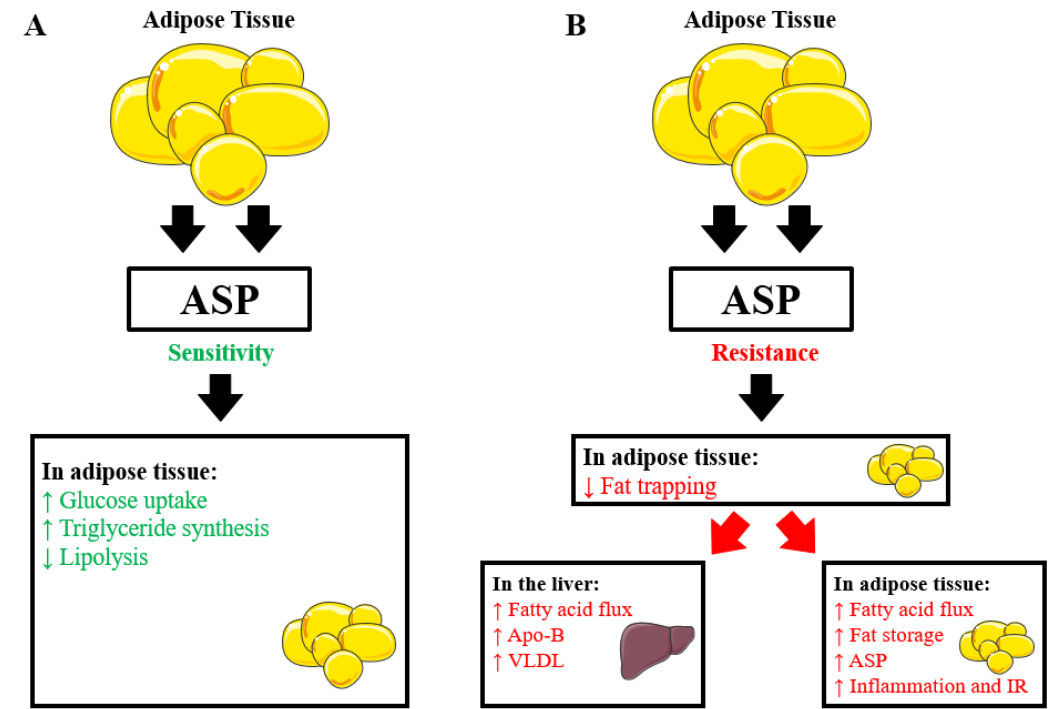 A
Adipose Tissue
ASP
Sensitivity
In adipose tissue:
↑ Glucose uptake
↑ Triglyceride synthesis
↓ Lipolysis
B
Adipose Tissue
ASP
Resistance
In adipose tissue:
↓ Fat trapping
In the liver:
↑ Fatty acid flux
↑ Apo-B
↑ VLDL
In adipose tissue:
↑ Fatty acid flux
↑ Fat storage
↑ ASP
↑ Inflammation and IR